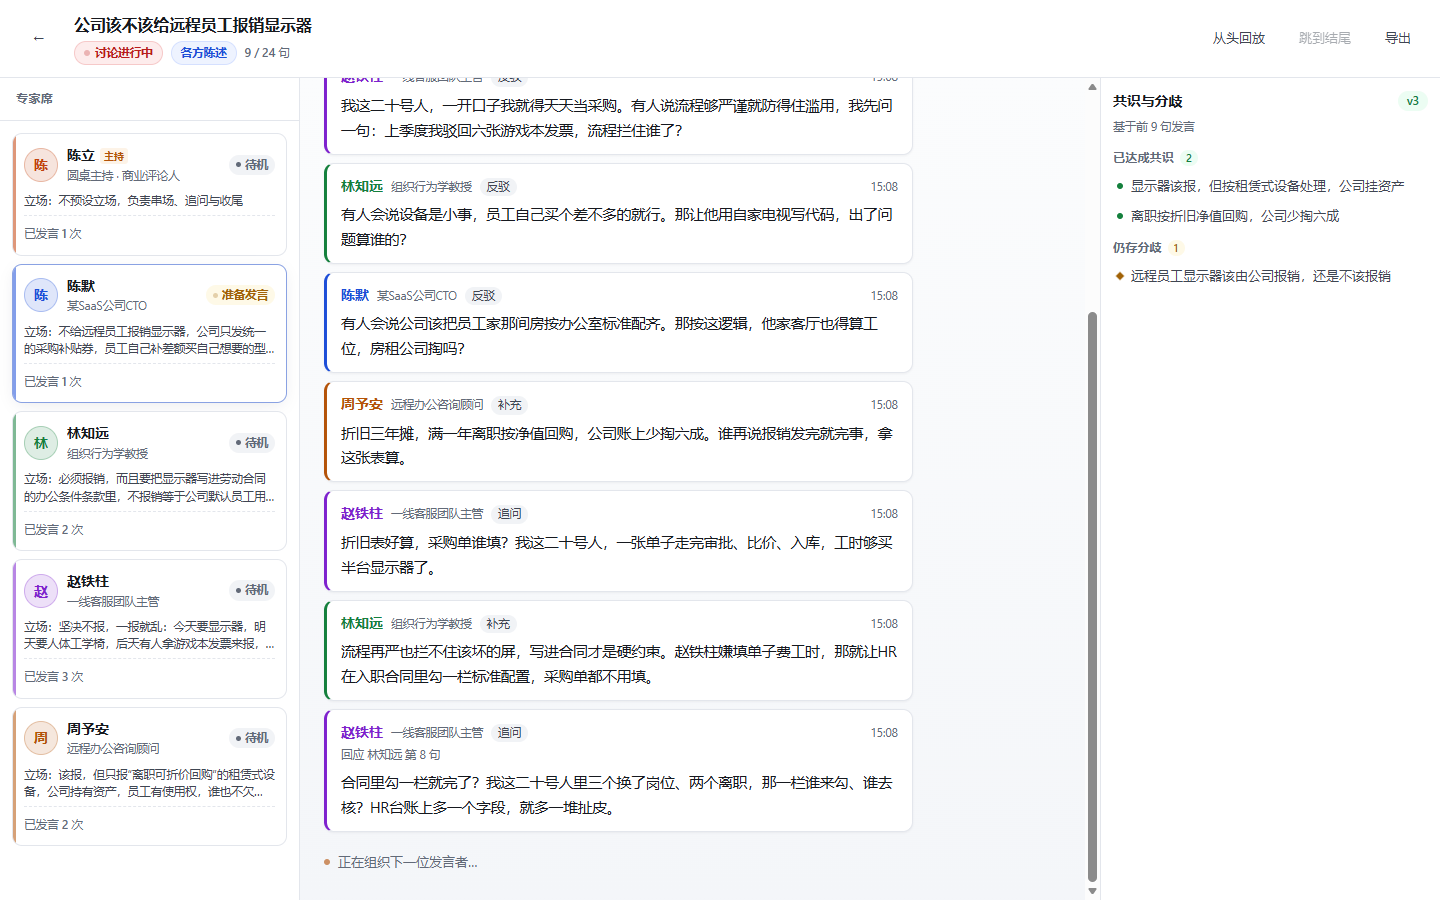 ←
公司该不该给远程员工报销显示器
讨论进行中 各方陈述 9 / 24 句
从头回放 跳到结尾 导出
专家席
陈
陈立 主持
圆桌主持 · 商业评论人
待机
立场：不预设立场，负责串场、追问与收尾
已发言 1 次
陈
陈默
某SaaS公司CTO
准备发言
立场：不给远程员工报销显示器，公司只发统一
的采购补贴券，员工自己补差额买自己想要的型...
已发言 1 次
林
林知远
组织行为学教授
待机
立场：必须报销，而且要把显示器写进劳动合同
的办公条件条款里，不报销等于公司默认员工用...
已发言 2 次
赵
赵铁柱
一线客服团队主管
待机
立场：坚决不报，一报就乱：今天要显示器，明
天要人体工学椅，后天有人拿游戏本发票来报，...
已发言 3 次
周
周予安
远程办公咨询顾问
待机
立场：该报，但只报“离职可折价回购”的租赁式设
备，公司持有资产，员工有使用权，谁也不欠...
已发言 2 次
赵铁柱 一线客服团队主管 反驳 15:08
我这二十号人，一开口子我就得天天当采购。有人说流程够严谨就防得住滥用，我先问
一句：上季度我驳回六张游戏本发票，流程拦住谁了？
林知远 组织行为学教授 反驳 15:08
有人会说设备是小事，员工自己买个差不多的就行。那让他用自家电视写代码，出了问
题算谁的？
陈默 某SaaS公司CTO 反驳 15:08
有人会说公司该把员工家那间房按办公室标准配齐。那按这逻辑，他家客厅也得算工
位，房租公司掏吗？
周予安 远程办公咨询顾问 补充 15:08
折旧三年摊，满一年离职按净值回购，公司账上少掏六成。谁再说报销发完就完事，拿
这张表算。
赵铁柱 一线客服团队主管 追问 15:08
折旧表好算，采购单谁填？我这二十号人，一张单子走完审批、比价、入库，工时够买
半台显示器了。
林知远 组织行为学教授 补充 15:08
流程再严也拦不住该坏的屏，写进合同才是硬约束。赵铁柱嫌填单子费工时，那就让HR
在入职合同里勾一栏标准配置，采购单都不用填。
赵铁柱 一线客服团队主管 追问 15:08
回应 林知远 第 8 句
合同里勾一栏就完了？我这二十号人里三个换了岗位、两个离职，那一栏谁来勾、谁去
核？HR台账上多一个字段，就多一堆扯皮。
正在组织下一位发言者...
共识与分歧 v3
基于前 9 句发言
已达成共识 2
显示器该报，但按租赁式设备处理，公司挂资产
离职按折旧净值回购，公司少掏六成
仍存分歧 1
远程员工显示器该由公司报销，还是不该报销